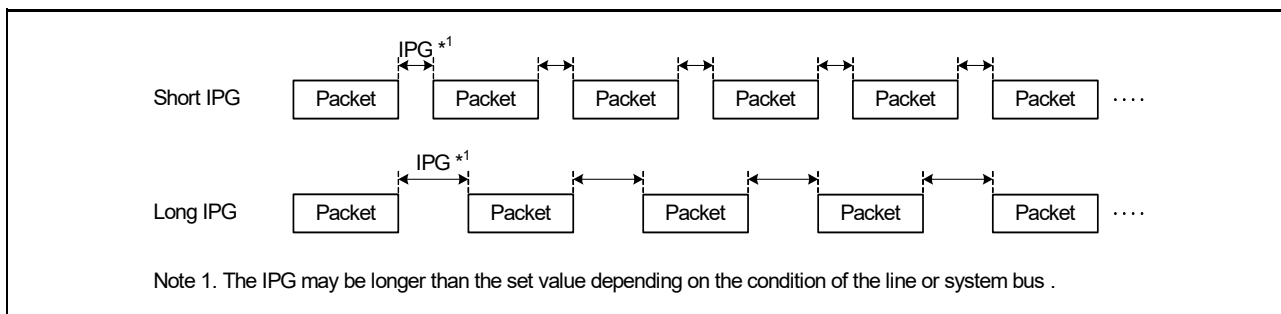 IPG *1
Short IPG Packet Packet Packet Packet Packet Packet ....
IPG *1
Long IPG Packet Packet Packet Packet Packet ....
Note 1. The IPG may be longer than the set value depending on the condition of the line or system bus .